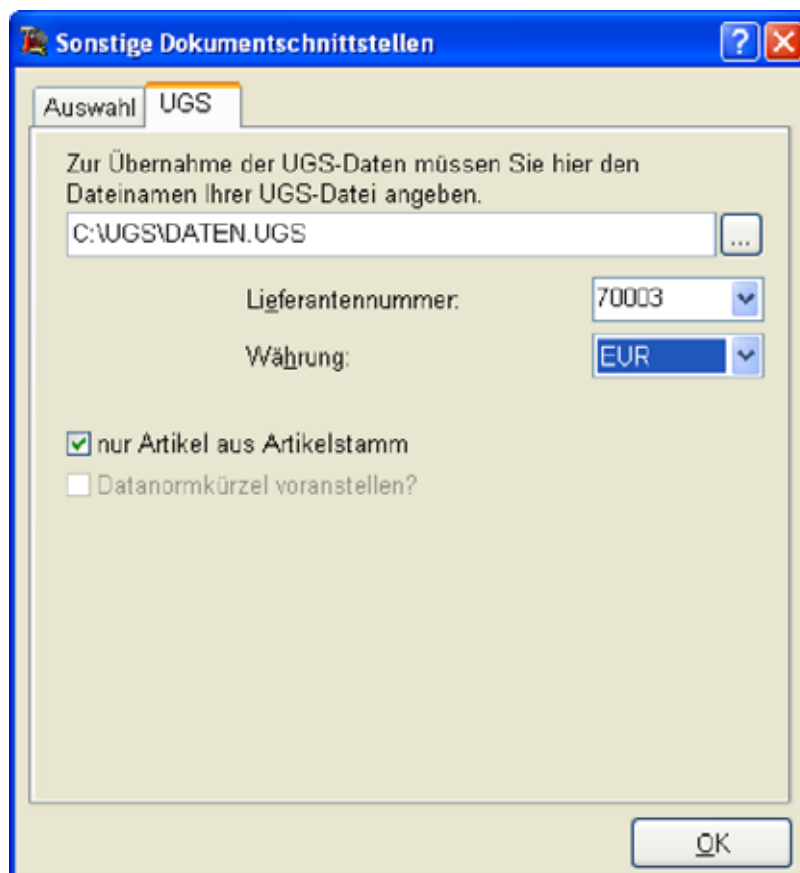 Sonstige Dokumentschnittstellen
Auswahl UGS
Zur Übernahme der UGS-Daten müssen Sie hier den
Dateinamen Ihrer UGS-Datei angeben.
C:\UGS\DATEN.UGS ...
Lieferantennummer: 70003
Währung: EUR
nur Artikel aus Artikelstamm
Datanormkürzel voranstellen?
OK